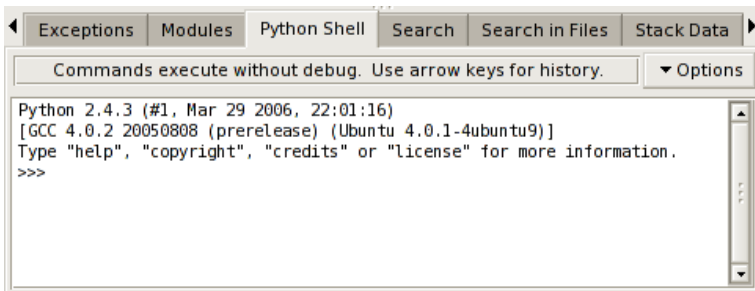 Exceptions Modules Python Shell Search Search in Files Stack Data
Commands execute without debug. Use arrow keys for history. Options
Python 2.4.3 (#1, Mar 29 2006, 22:01:16)
[GCC 4.0.2 20050808 (prerelease) (Ubuntu 4.0.1-4ubuntu9)]
Type "help", "copyright", "credits" or "license" for more information.
>>>